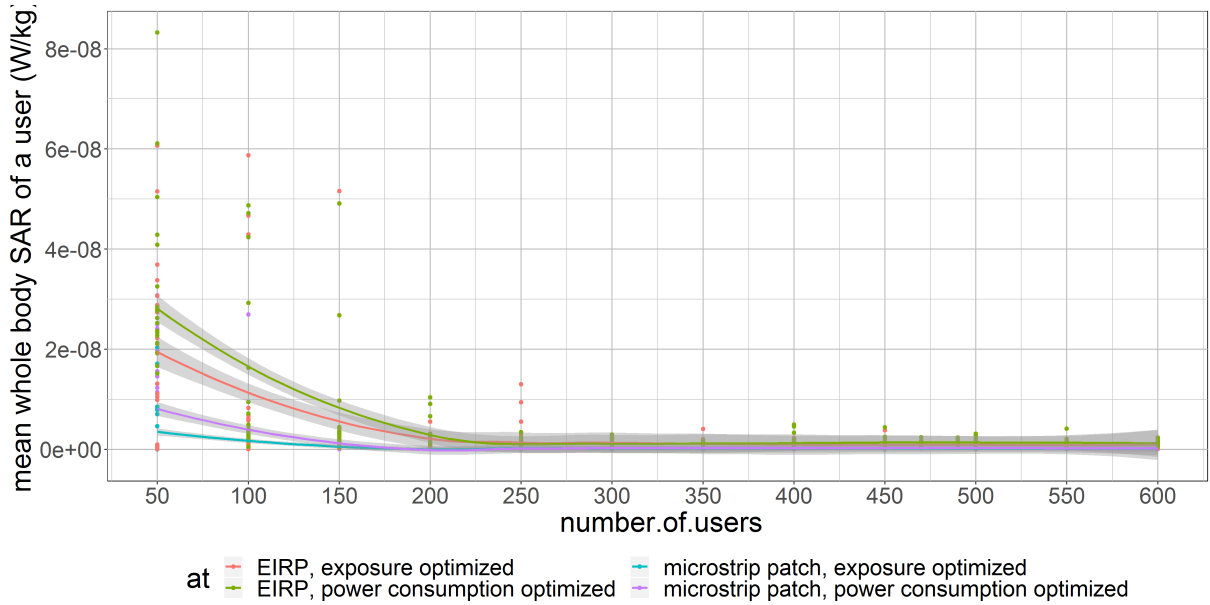 mean whole body SAR of a user (W/kg)
8e-08
6e-08
4e-08
2e-08
0e+00
50 100 150 200 250 300 350 400 450 500 550 600
number.of.users
at
EIRP, exposure optimized
EIRP, power consumption optimized
microstrip patch, exposure optimized
microstrip patch, power consumption optimized